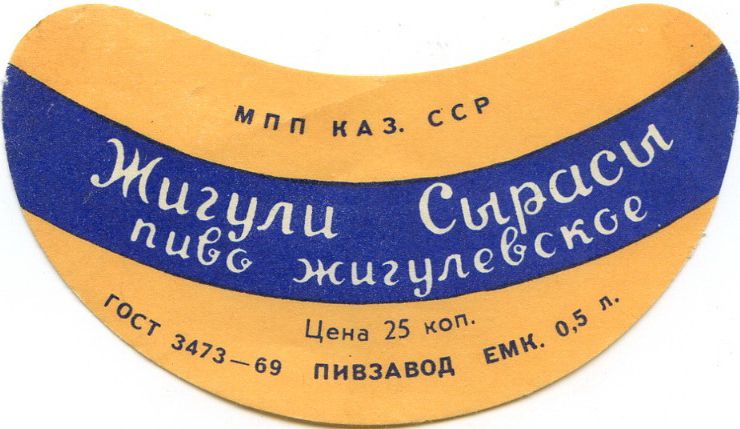 МПП КАЗ. ССР
Жигули Сырасы
пиво жигулевское
Цена 25 коп.
ГОСТ 3473—69 ПИВЗАВОД ЕМК. 0,5 л.